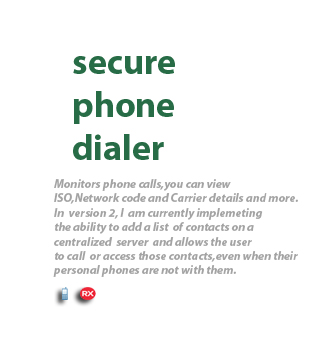 secure
phone
dialer
Monitors phone calls,you can view
ISO,Network code and Carrier details and more.
In version 2, I am currently implemeting
the ability to add a list of contacts on a
centralized server and allows the user
to call or access those contacts,even when their
personal phones are not with them.
RX